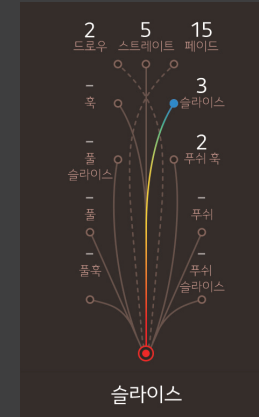 2 5 15
드로우 스트레이트 페이드
- 3
훅 슬라이스
- 2
풀 푸쉬 훅
슬라이스
- -
풀 푸쉬
- -
풀훅 푸쉬
슬라이스
슬라이스